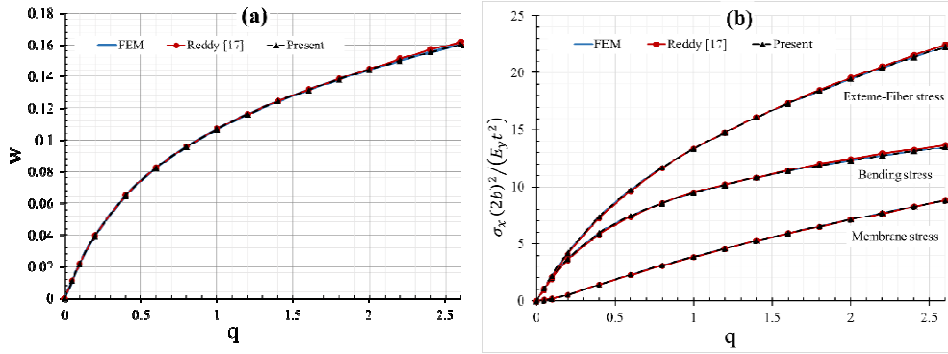 (a)
FEM Reddy [17] Present
0.18
0.16
0.14
0.12
0.1
0.08
0.06
0.04
0.02
0
w
0 0.5 1 1.5 2 2.5
q
(b)
FEM Reddy [17] Present
25
20
15
10
5
0
σx(2b)²/(Eyt²)
Exteme-Fiber stress
Bending stress
Membrane stress
0 0.5 1 1.5 2 2.5
q